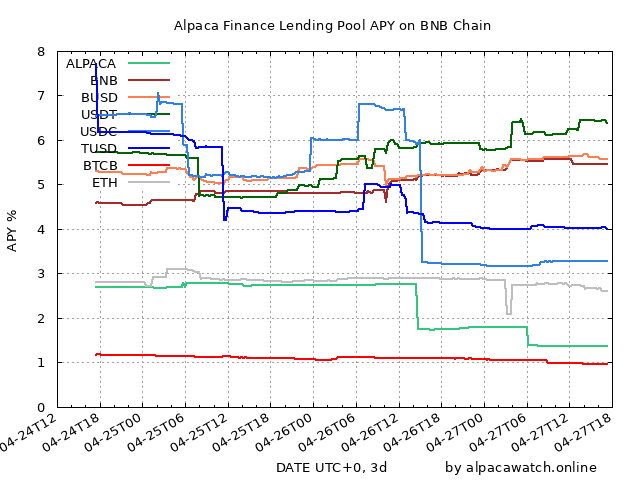 Alpaca Finance Lending Pool APY on BNB Chain
8
7
6
5
4
3
2
1
0
APY %
ALPACA
BNB
BUSD
USDT
USDC
TUSD
BTCB
ETH
04-24T12
04-24T18
04-25T00
04-25T06
04-25T12
04-25T18
04-26T00
04-26T06
04-26T12
04-26T18
04-27T00
04-27T06
04-27T12
04-27T18
DATE UTC+0, 3d
by alpacawatch.online